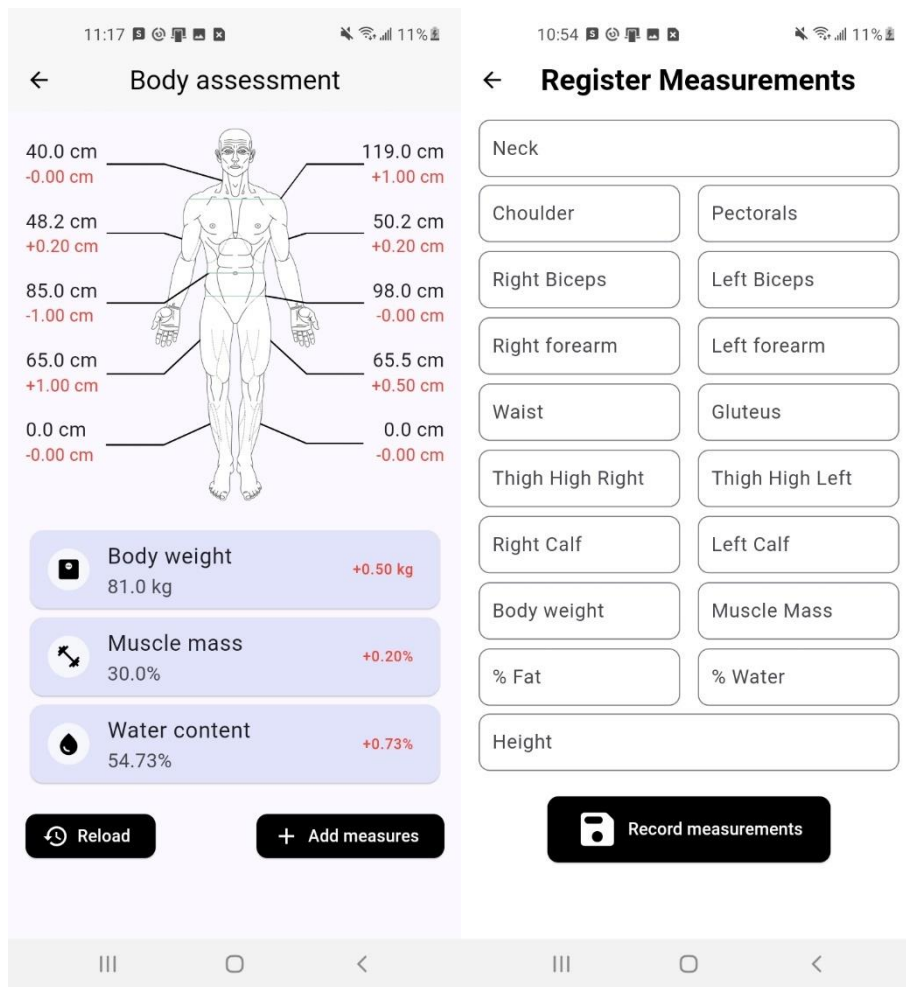 11:17
11%
Body assessment
40.0 cm
-0.00 cm
119.0 cm
+1.00 cm
48.2 cm
+0.20 cm
50.2 cm
+0.20 cm
85.0 cm
-1.00 cm
98.0 cm
-0.00 cm
65.0 cm
+1.00 cm
65.5 cm
+0.50 cm
0.0 cm
-0.00 cm
0.0 cm
-0.00 cm
Body weight
81.0 kg
+0.50 kg
Muscle mass
30.0%
+0.20%
Water content
54.73%
+0.73%
Reload
Add measures
10:54
11%
Register Measurements
Neck
Choulder
Pectorals
Right Biceps
Left Biceps
Right forearm
Left forearm
Waist
Gluteus
Thigh High Right
Thigh High Left
Right Calf
Left Calf
Body weight
Muscle Mass
% Fat
% Water
Height
Record measurements